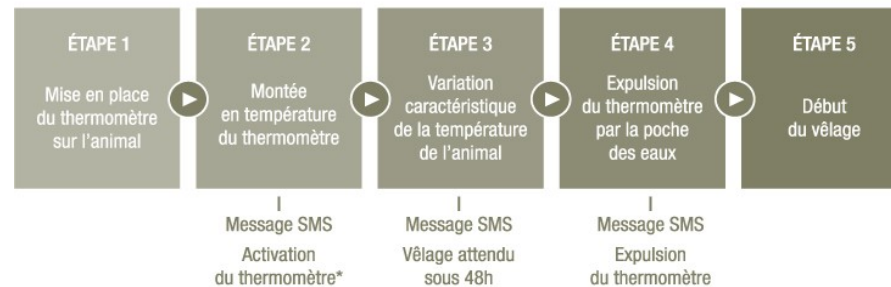 ÉTAPE 1
Mise en place
du thermomètre
sur l'animal
ÉTAPE 2
Montée
en température
du thermomètre
ÉTAPE 3
Variation
caractéristique
de la température
de l'animal
ÉTAPE 4
Expulsion
du thermomètre
par la poche
des eaux
ÉTAPE 5
Début
du vêlage
Message SMS
Activation
du thermomètre*
Message SMS
Vêlage attendu
sous 48h
Message SMS
Expulsion
du thermomètre